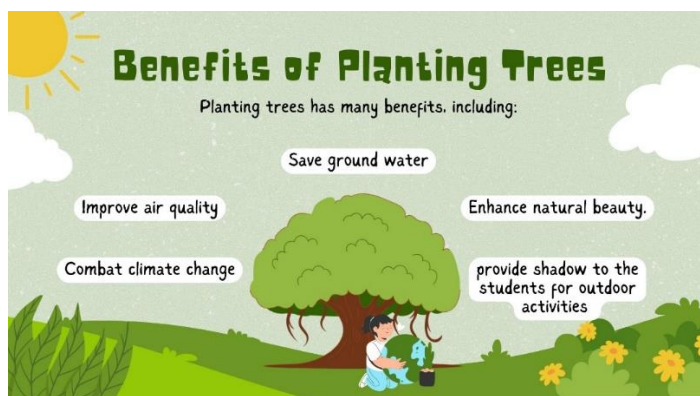 Benefits of Planting Trees
Planting trees has many benefits, including:
Save ground water
Improve air quality
Enhance natural beauty.
Combat climate change
provide shadow to the
students for outdoor
activities